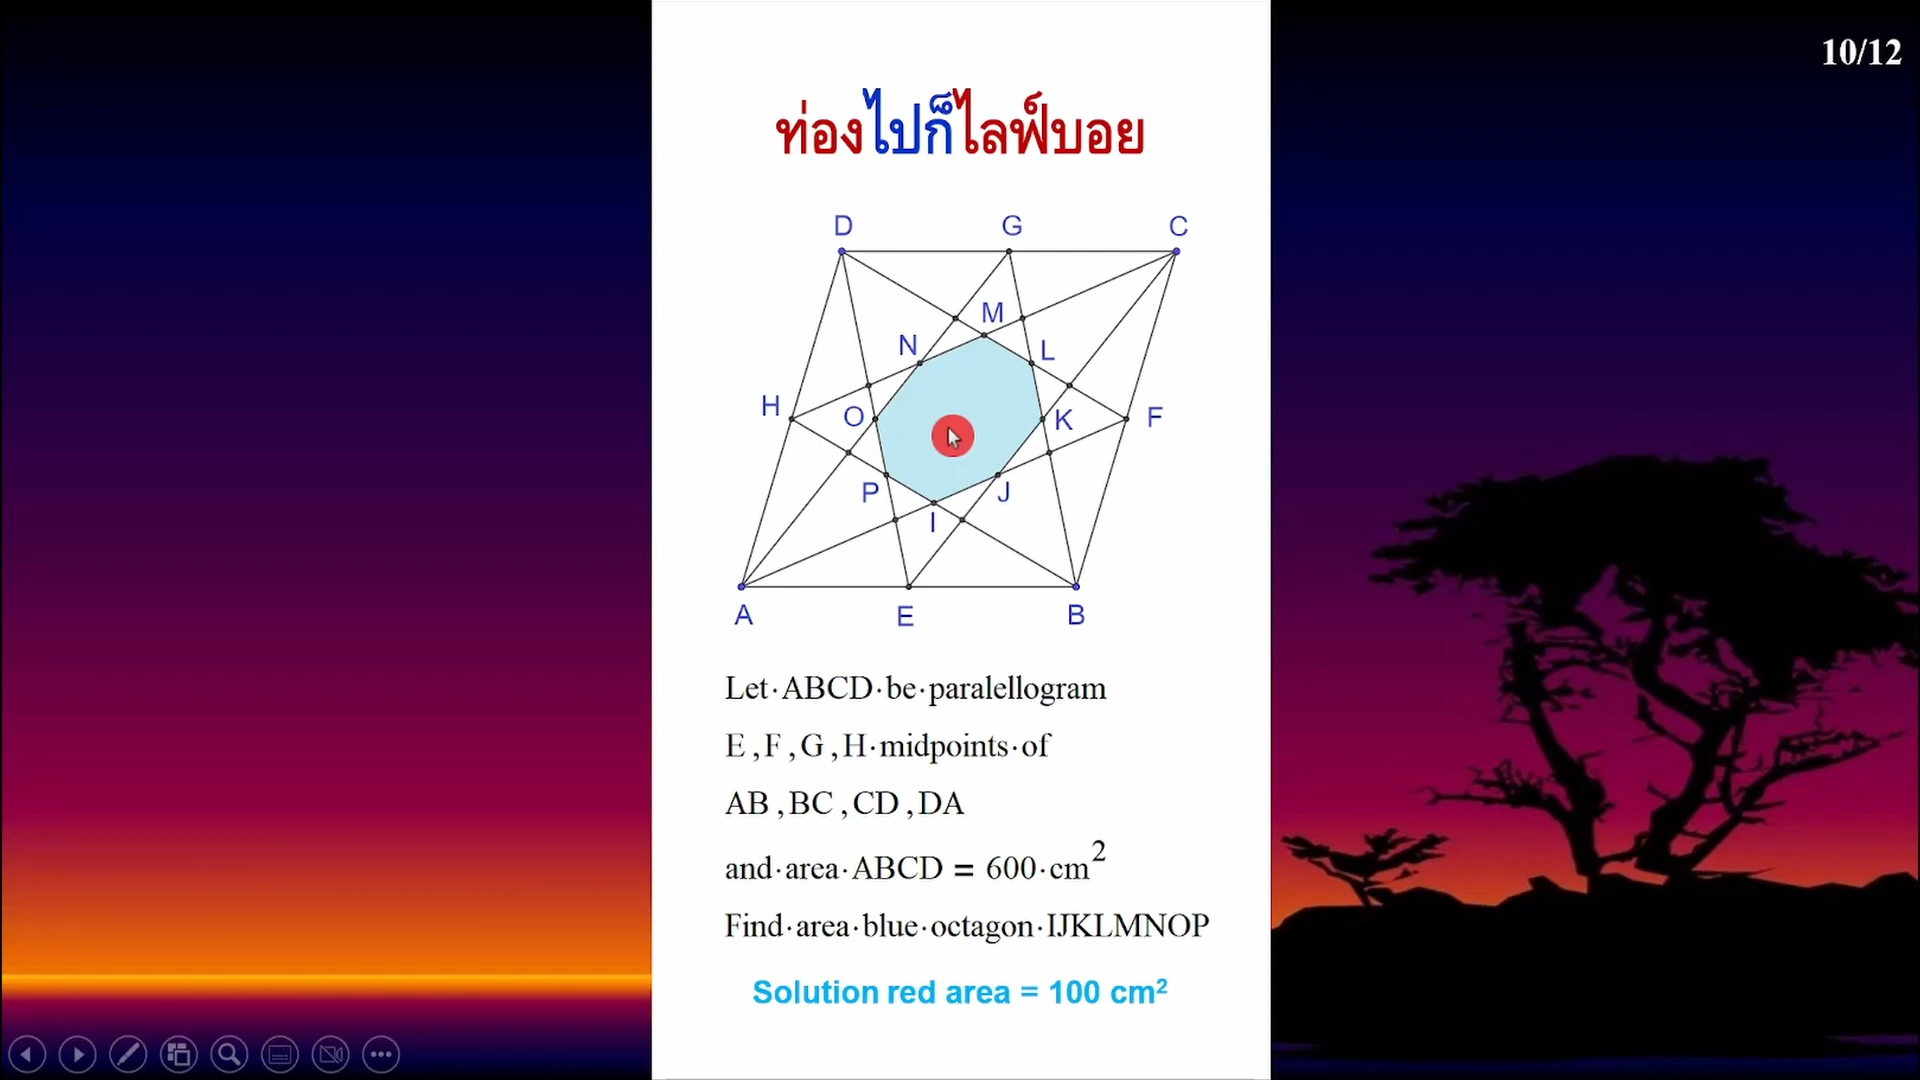 10/12
ท่องไปก็ไลฟ์บอย
D G C
M
N L
H O K F
P J
I
A E B
Let·ABCD·be·paralellogram
E,F,G,H·midpoints·of
AB,BC,CD,DA
and·area·ABCD = 600·cm²
Find·area·blue·octagon·IJKLMNOP
Solution red area = 100 cm²